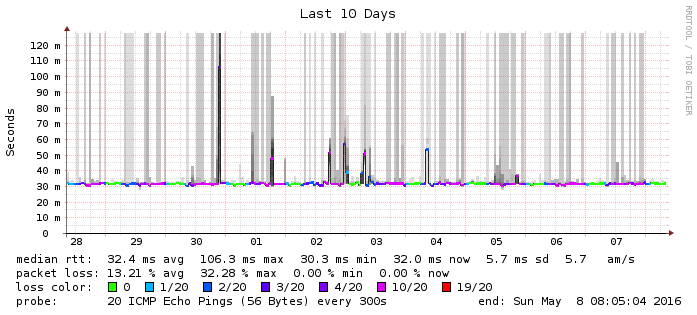 Last 10 Days
RRDTOOL / TOBI OETIKER
Seconds
120 m
110 m
100 m
90 m
80 m
70 m
60 m
50 m
40 m
30 m
20 m
10 m
0
28 29 30 01 02 03 04 05 06 07
median rtt: 32.4 ms avg 106.3 ms max 30.3 ms min 32.0 ms now 5.7 ms sd 5.7 am/s
packet loss: 13.21 % avg 32.28 % max 0.00 % min 0.00 % now
loss color: 0 1/20 2/20 3/20 4/20 10/20 19/20
probe: 20 ICMP Echo Pings (56 Bytes) every 300s end: Sun May 8 08:05:04 2016